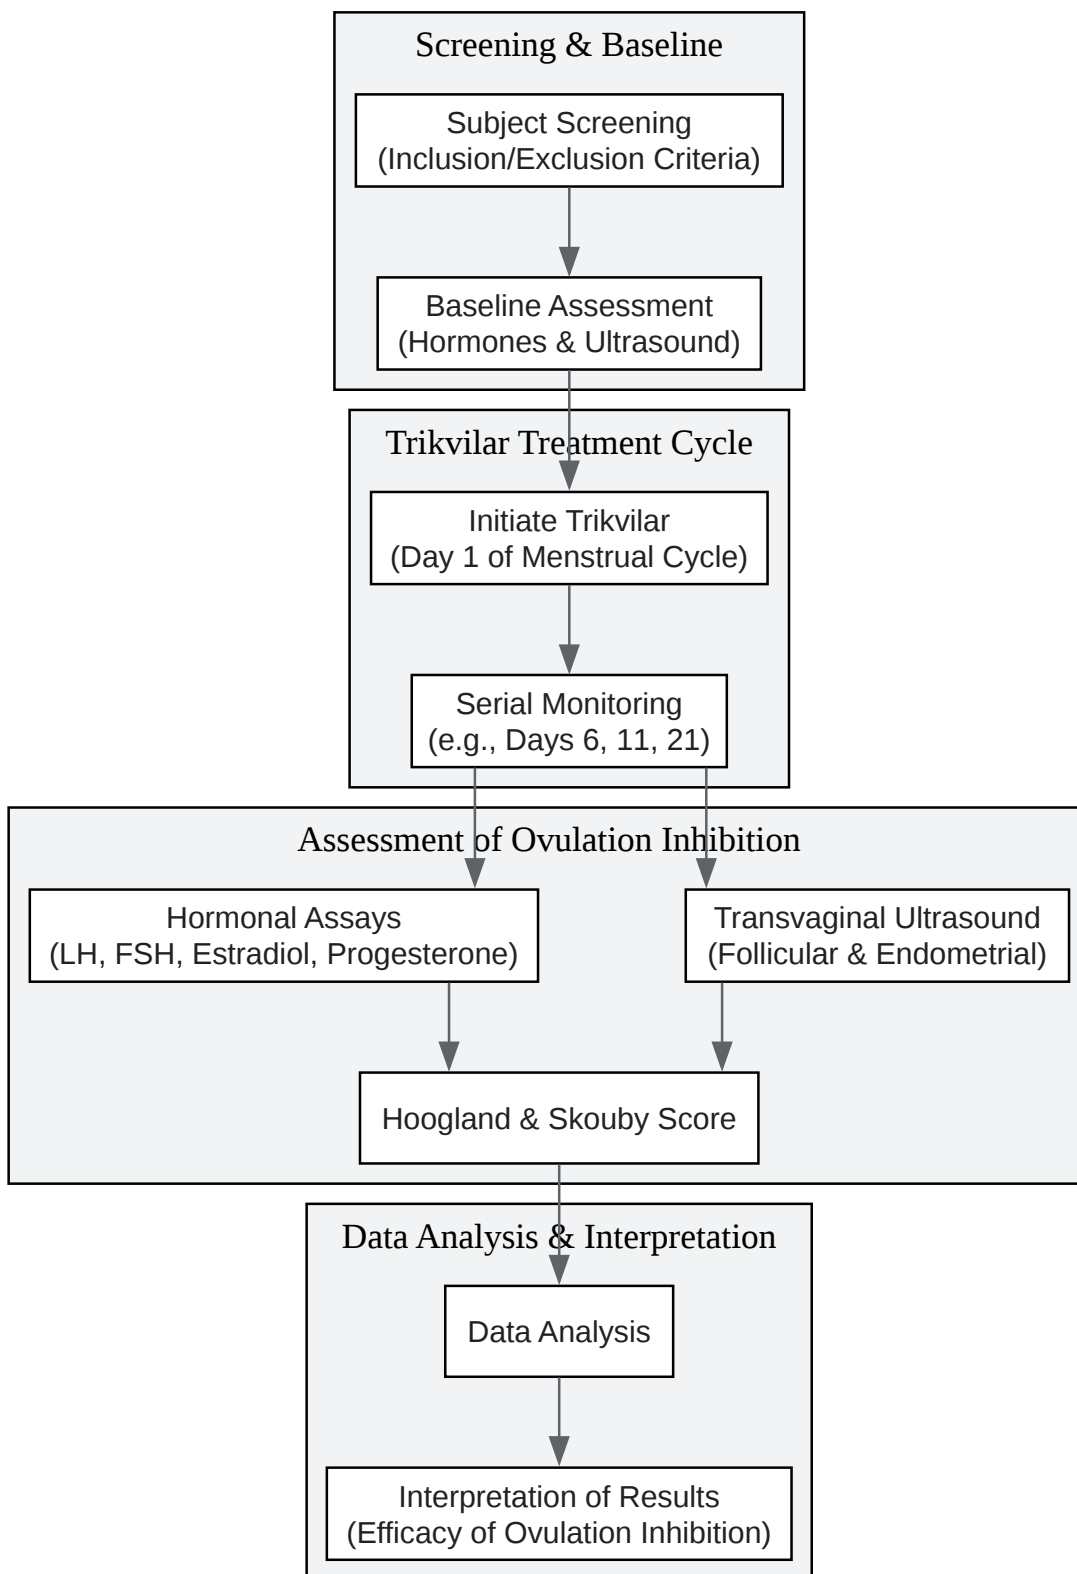 Screening & Baseline
Subject Screening
(Inclusion/Exclusion Criteria)
Baseline Assessment
(Hormones & Ultrasound)
Trikvilar Treatment Cycle
Initiate Trikvilar
(Day 1 of Menstrual Cycle)
Serial Monitoring
(e.g., Days 6, 11, 21)
Assessment of Ovulation Inhibition
Hormonal Assays
(LH, FSH, Estradiol, Progesterone)
Transvaginal Ultrasound
(Follicular & Endometrial)
Hoogland & Skouby Score
Data Analysis & Interpretation
Data Analysis
Interpretation of Results
(Efficacy of Ovulation Inhibition)